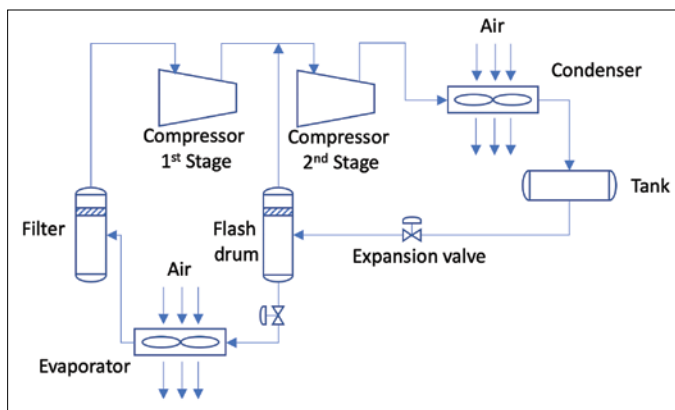 Air
Condenser
Compressor
1st Stage
Compressor
2nd Stage
Tank
Filter
Flash
drum
Expansion valve
Air
Evaporator